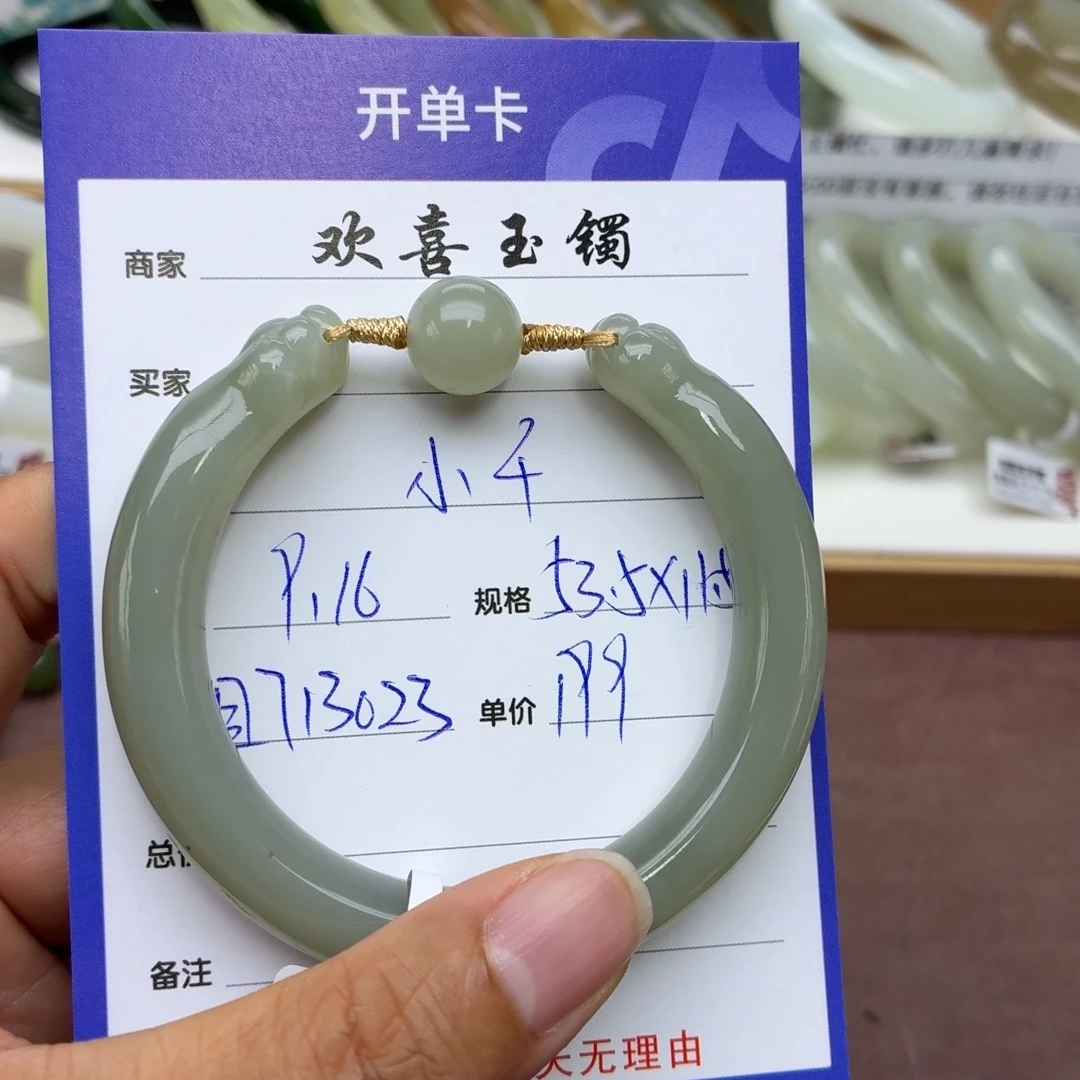 开单卡
商家 欢喜玉镯
买家
小千
9.16 规格 53.5X11
713023 单价 199
总
备注
天无理由